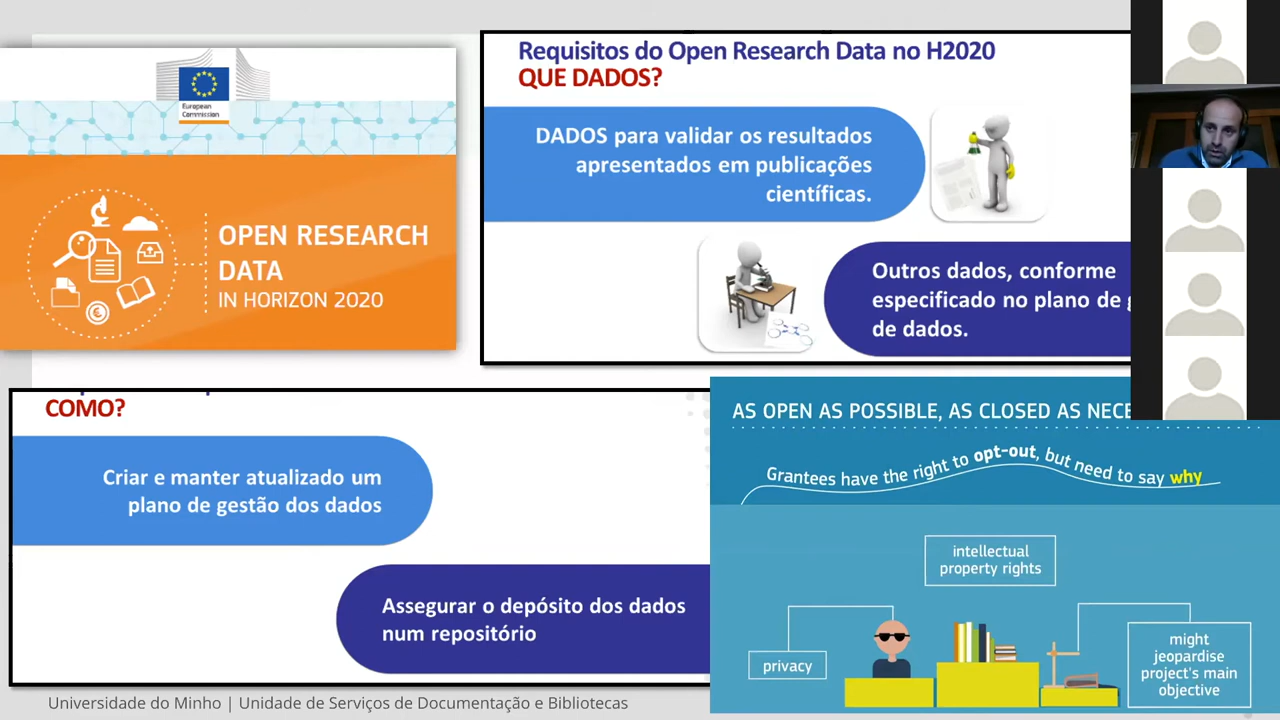 European
Commission
OPEN RESEARCH
DATA
IN HORIZON 2020
Requisitos do Open Research Data no H2020
QUE DADOS?
DADOS para validar os resultados
apresentados em publicações
científicas.
Outros dados, conforme
especificado no plano de
de dados.
COMO?
Criar e manter atualizado um
plano de gestão dos dados
Assegurar o depósito dos dados
num repositório
AS OPEN AS POSSIBLE, AS CLOSED AS
Grantees have the right to opt-out, but need to say why
intellectual
property rights
privacy
might
jeopardise
project's main
objective
Universidade do Minho | Unidade de Serviços de Documentação e Bibliotecas